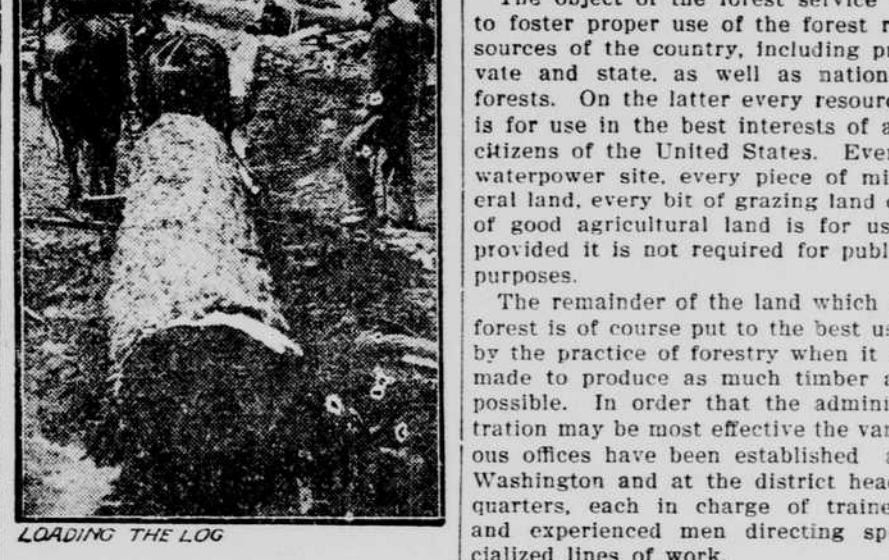 The object of the forest service
to foster proper use of the forest r
sources of the country, including pr
vate and state, as well as nation
forests. On the latter every resourc
is for use in the best interests of a
citizens of the United States. Ever
waterpower site, every piece of mi
eral land, every bit of grazing land o
of good agricultural land is for us
provided it is not required for publ
purposes.
The remainder of the land which
forest is of course put to the best us
by the practice of forestry when it
made to produce as much timber a
possible. In order that the admini
tration may be most effective the var
ous offices have been established a
Washington and at the district head
quarters, each in charge of traine
and experienced men directing sp
cialized lines of work.
LOADING THE LOG